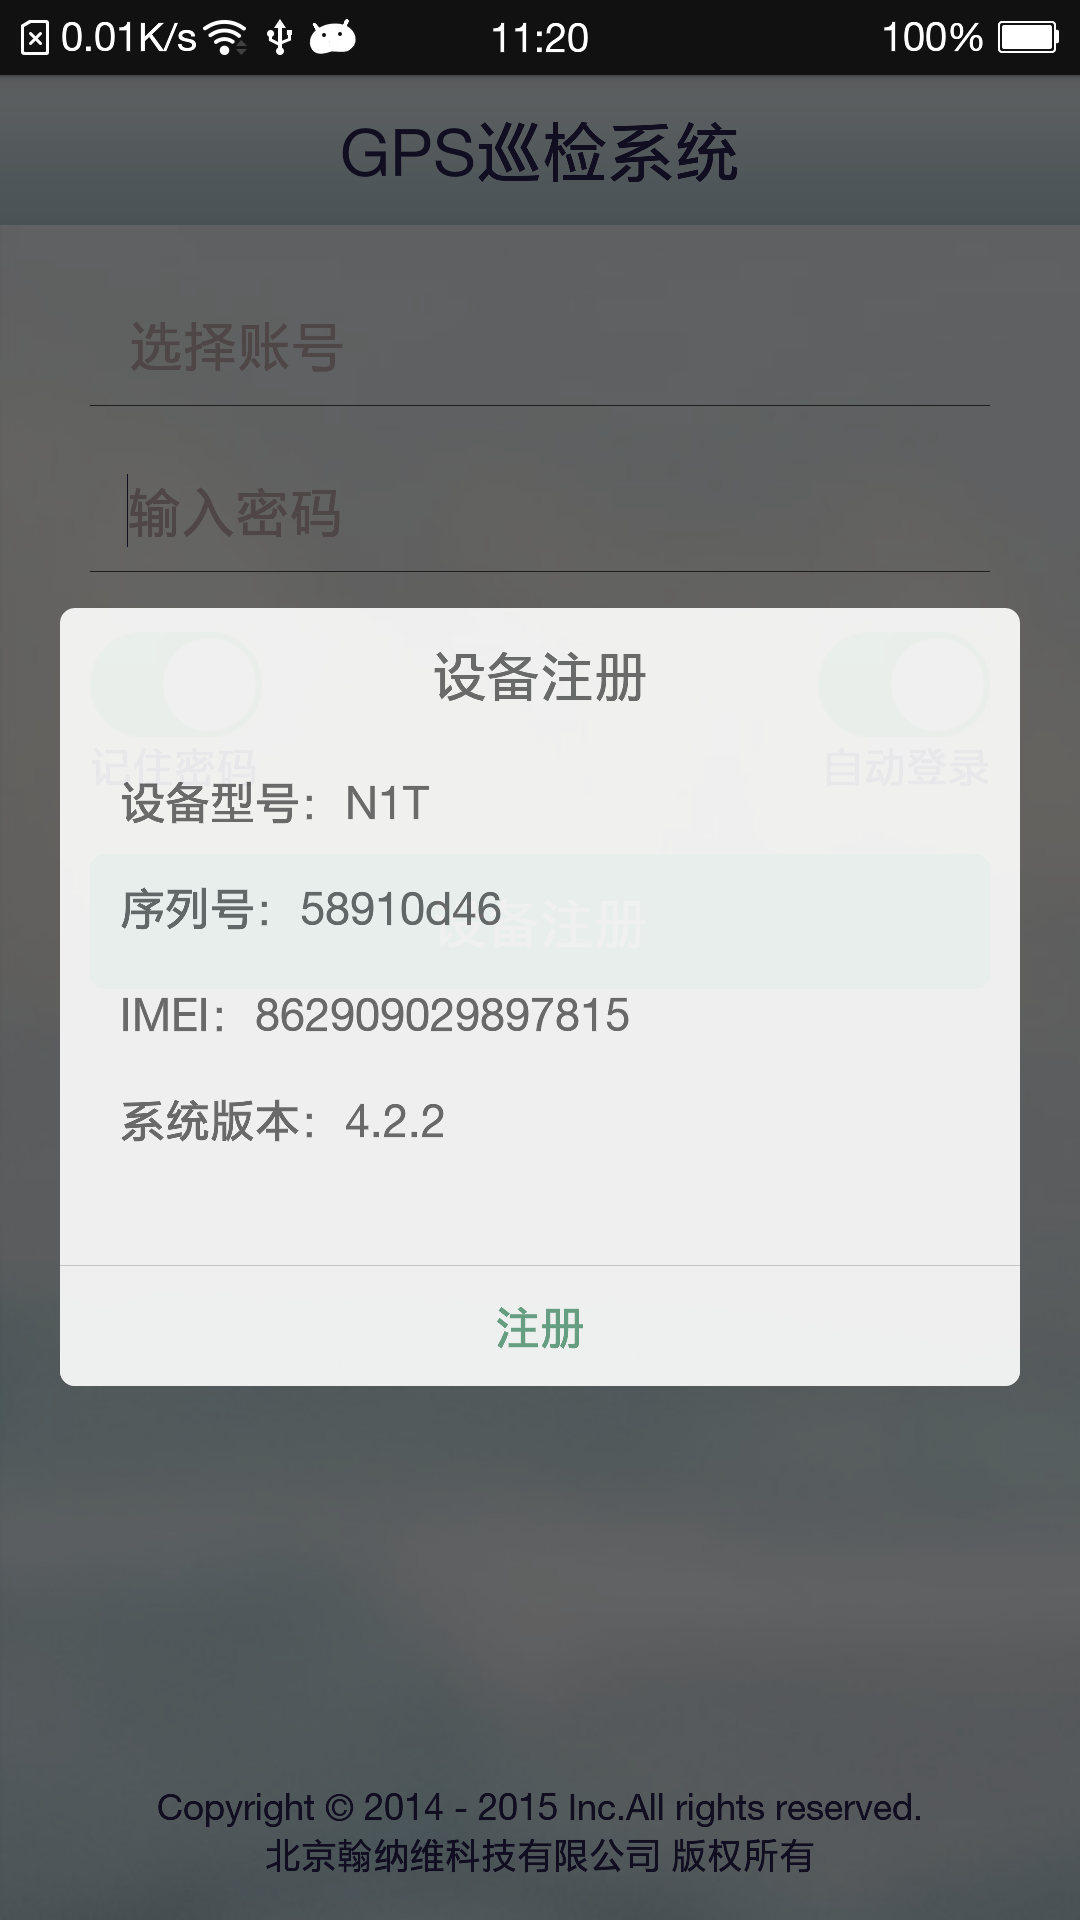 0.01K/s 11:20 100%
GPS巡检系统
选择账号
输入密码
设备注册
记住密码 自动登录
设备型号：N1T
序列号：58910d46
设备注册
IMEI：862909029897815
系统版本：4.2.2
注册
Copyright © 2014 - 2015 Inc.All rights reserved.
北京翰纳维科技有限公司 版权所有